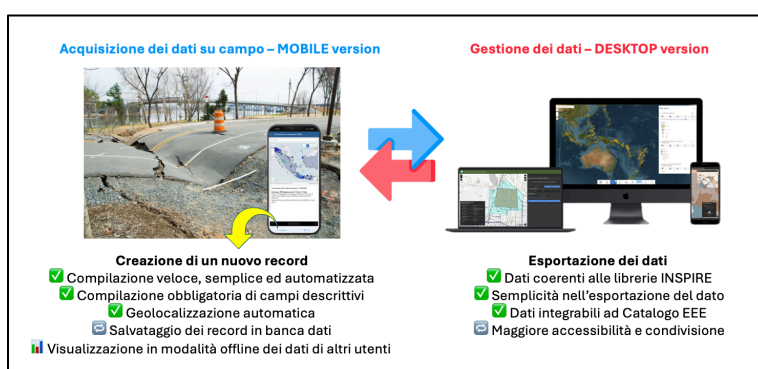 Acquisizione dei dati su campo – MOBILE version
Gestione dei dati – DESKTOP version
Creazione di un nuovo record
✅ Compilazione veloce, semplice ed automatizzata
✅ Compilazione obbligatoria di campi descrittivi
✅ Geolocalizzazione automatica
🔁 Salvataggio dei record in banca dati
📊 Visualizzazione in modalità offline dei dati di altri utenti
Esportazione dei dati
✅ Dati coerenti alle librerie INSPIRE
✅ Semplicità nell’esportazione del dato
✅ Dati integrabili ad Catalogo EEE
🔁 Maggiore accessibilità e condivisione